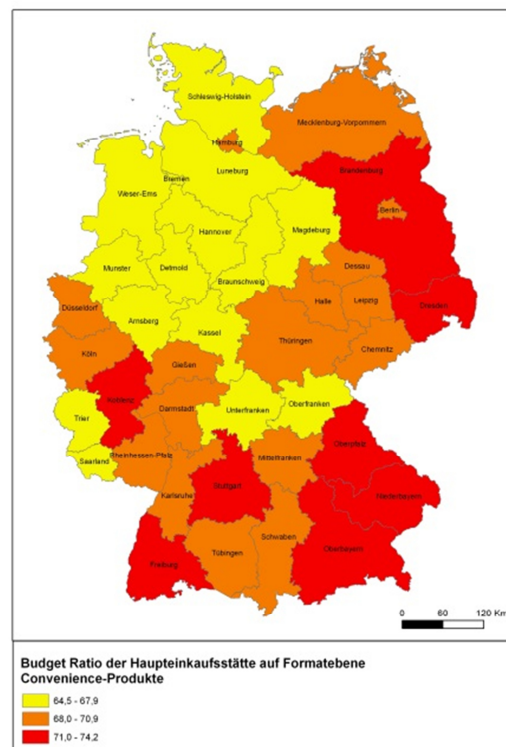 Schleswig-Holstein
Mecklenburg-Vorpommern
Hamburg
Luneburg
Brandenburg
Bremen
Weser-Ems
Berlin
Hannover
Magdeburg
Munster
Detmold
Braunschweig
Dessau
Düsseldorf
Arnsberg
Halle
Leipzig
Dresden
Kassel
Thüringen
Köln
Chemnitz
Gießen
Koblenz
Darmstadt
Trier
Unterfranken
Oberfranken
Saarland
Rheinhessen-Pfalz
Mittelfranken
Oberpfalz
Stuttgart
Karlsruhe
Niederbayern
Schwaben
Oberbayern
Tübingen
Freiburg
0 60 120 Km
Budget Ratio der Haupteinkaufsstätte auf Formatebene
Convenience-Produkte
64,5 - 67,9
68,0 - 70,9
71,0 - 74,2